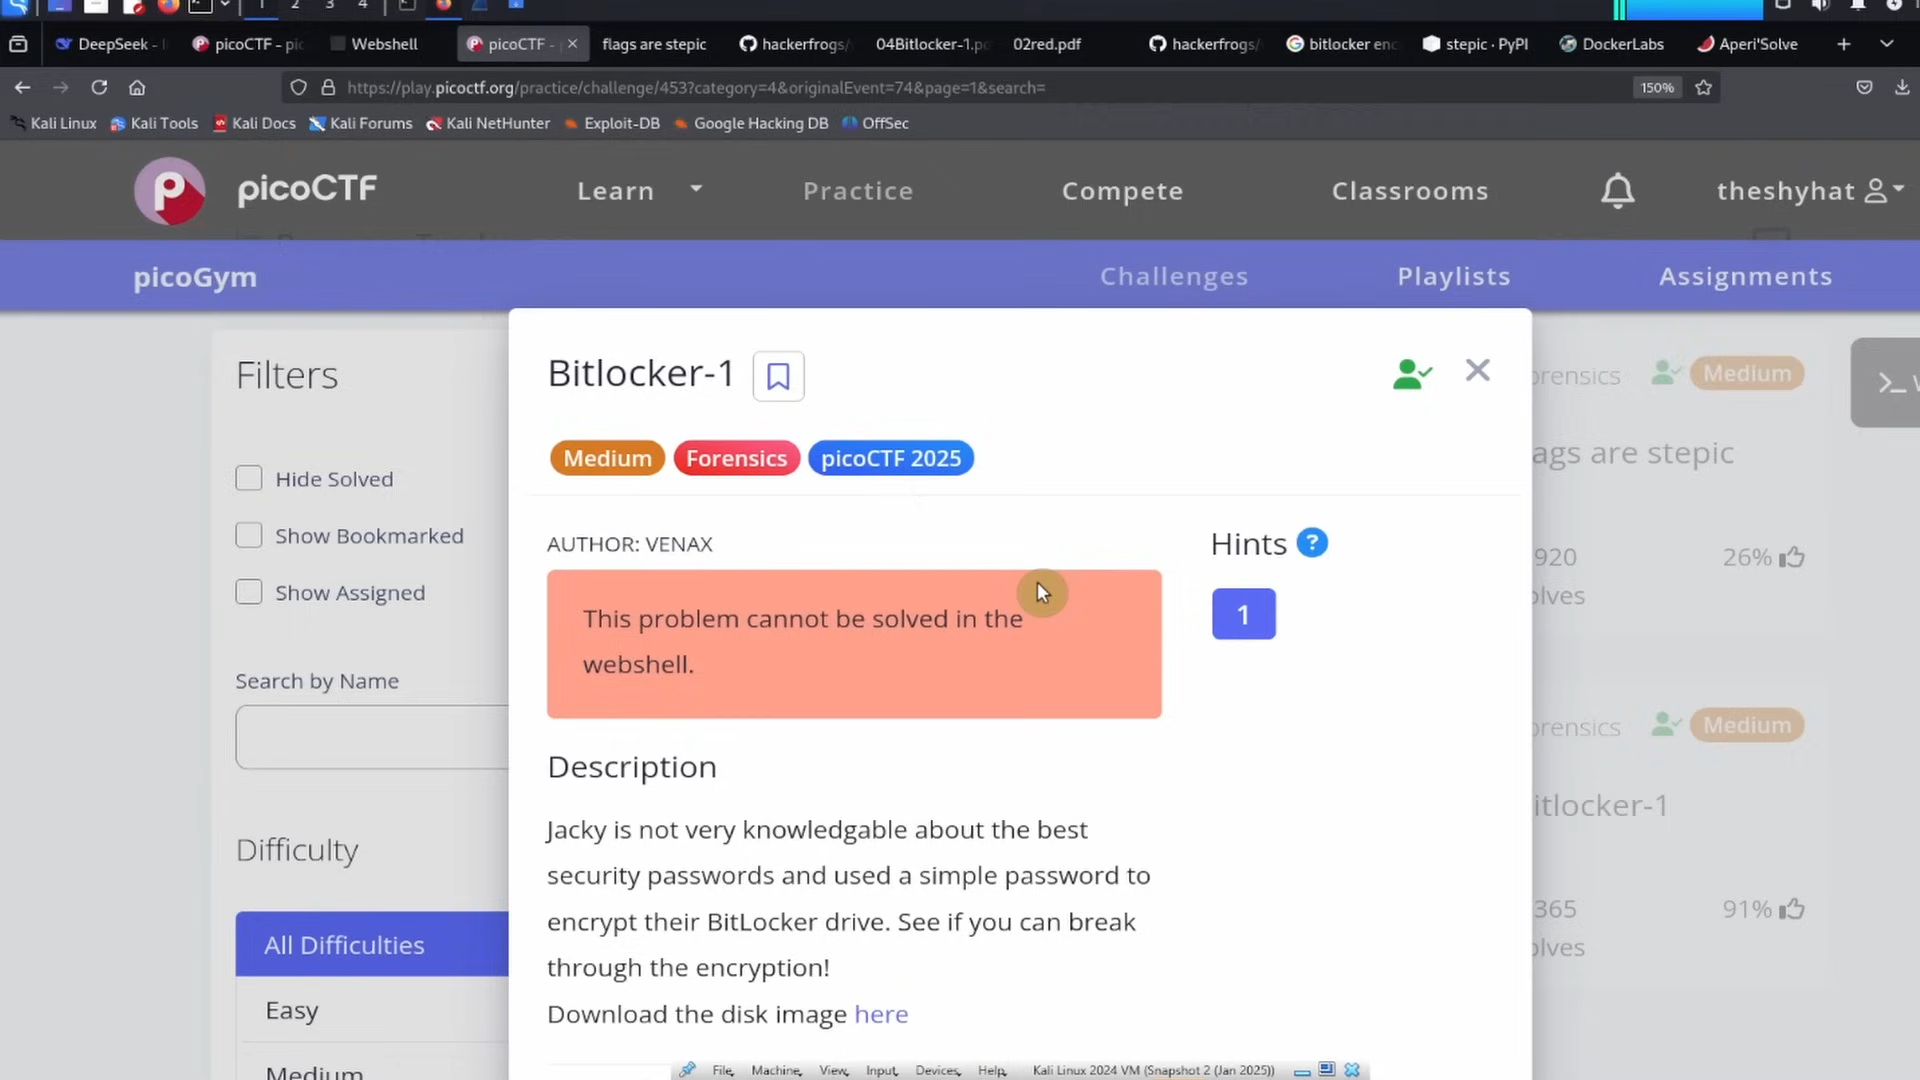 1 2 3 4
DeepSeek - picoCTF - pic Webshell picoCTF - flags are stepic hackerfrogs/ 04Bitlocker-1.pc 02red.pdf hackerfrogs/ bitlocker enc stepic · PyPI DockerLabs Aperi'Solve
https://play.picoctf.org/practice/challenge/453?category=4&originalEvent=74&page=1&search= 150%
Kali Linux Kali Tools Kali Docs Kali Forums Kali NetHunter Exploit-DB Google Hacking DB OffSec
picoCTF Learn Practice Compete Classrooms theshyhat
picoGym Challenges Playlists Assignments
Filters
Hide Solved
Show Bookmarked
Show Assigned
Search by Name
Difficulty
All Difficulties
Easy
Medium
Bitlocker-1
Medium Forensics picoCTF 2025
AUTHOR: VENAX
This problem cannot be solved in the
webshell.
Hints ?
1
Description
Jacky is not very knowledgable about the best
security passwords and used a simple password to
encrypt their BitLocker drive. See if you can break
through the encryption!
Download the disk image here
orensics Medium
ags are stepic
920 26%
olves
orensics Medium
itlocker-1
365 91%
olves
File Machine View Input Devices Help Kali Linux 2024 VM (Snapshot 2 (Jan 2025))